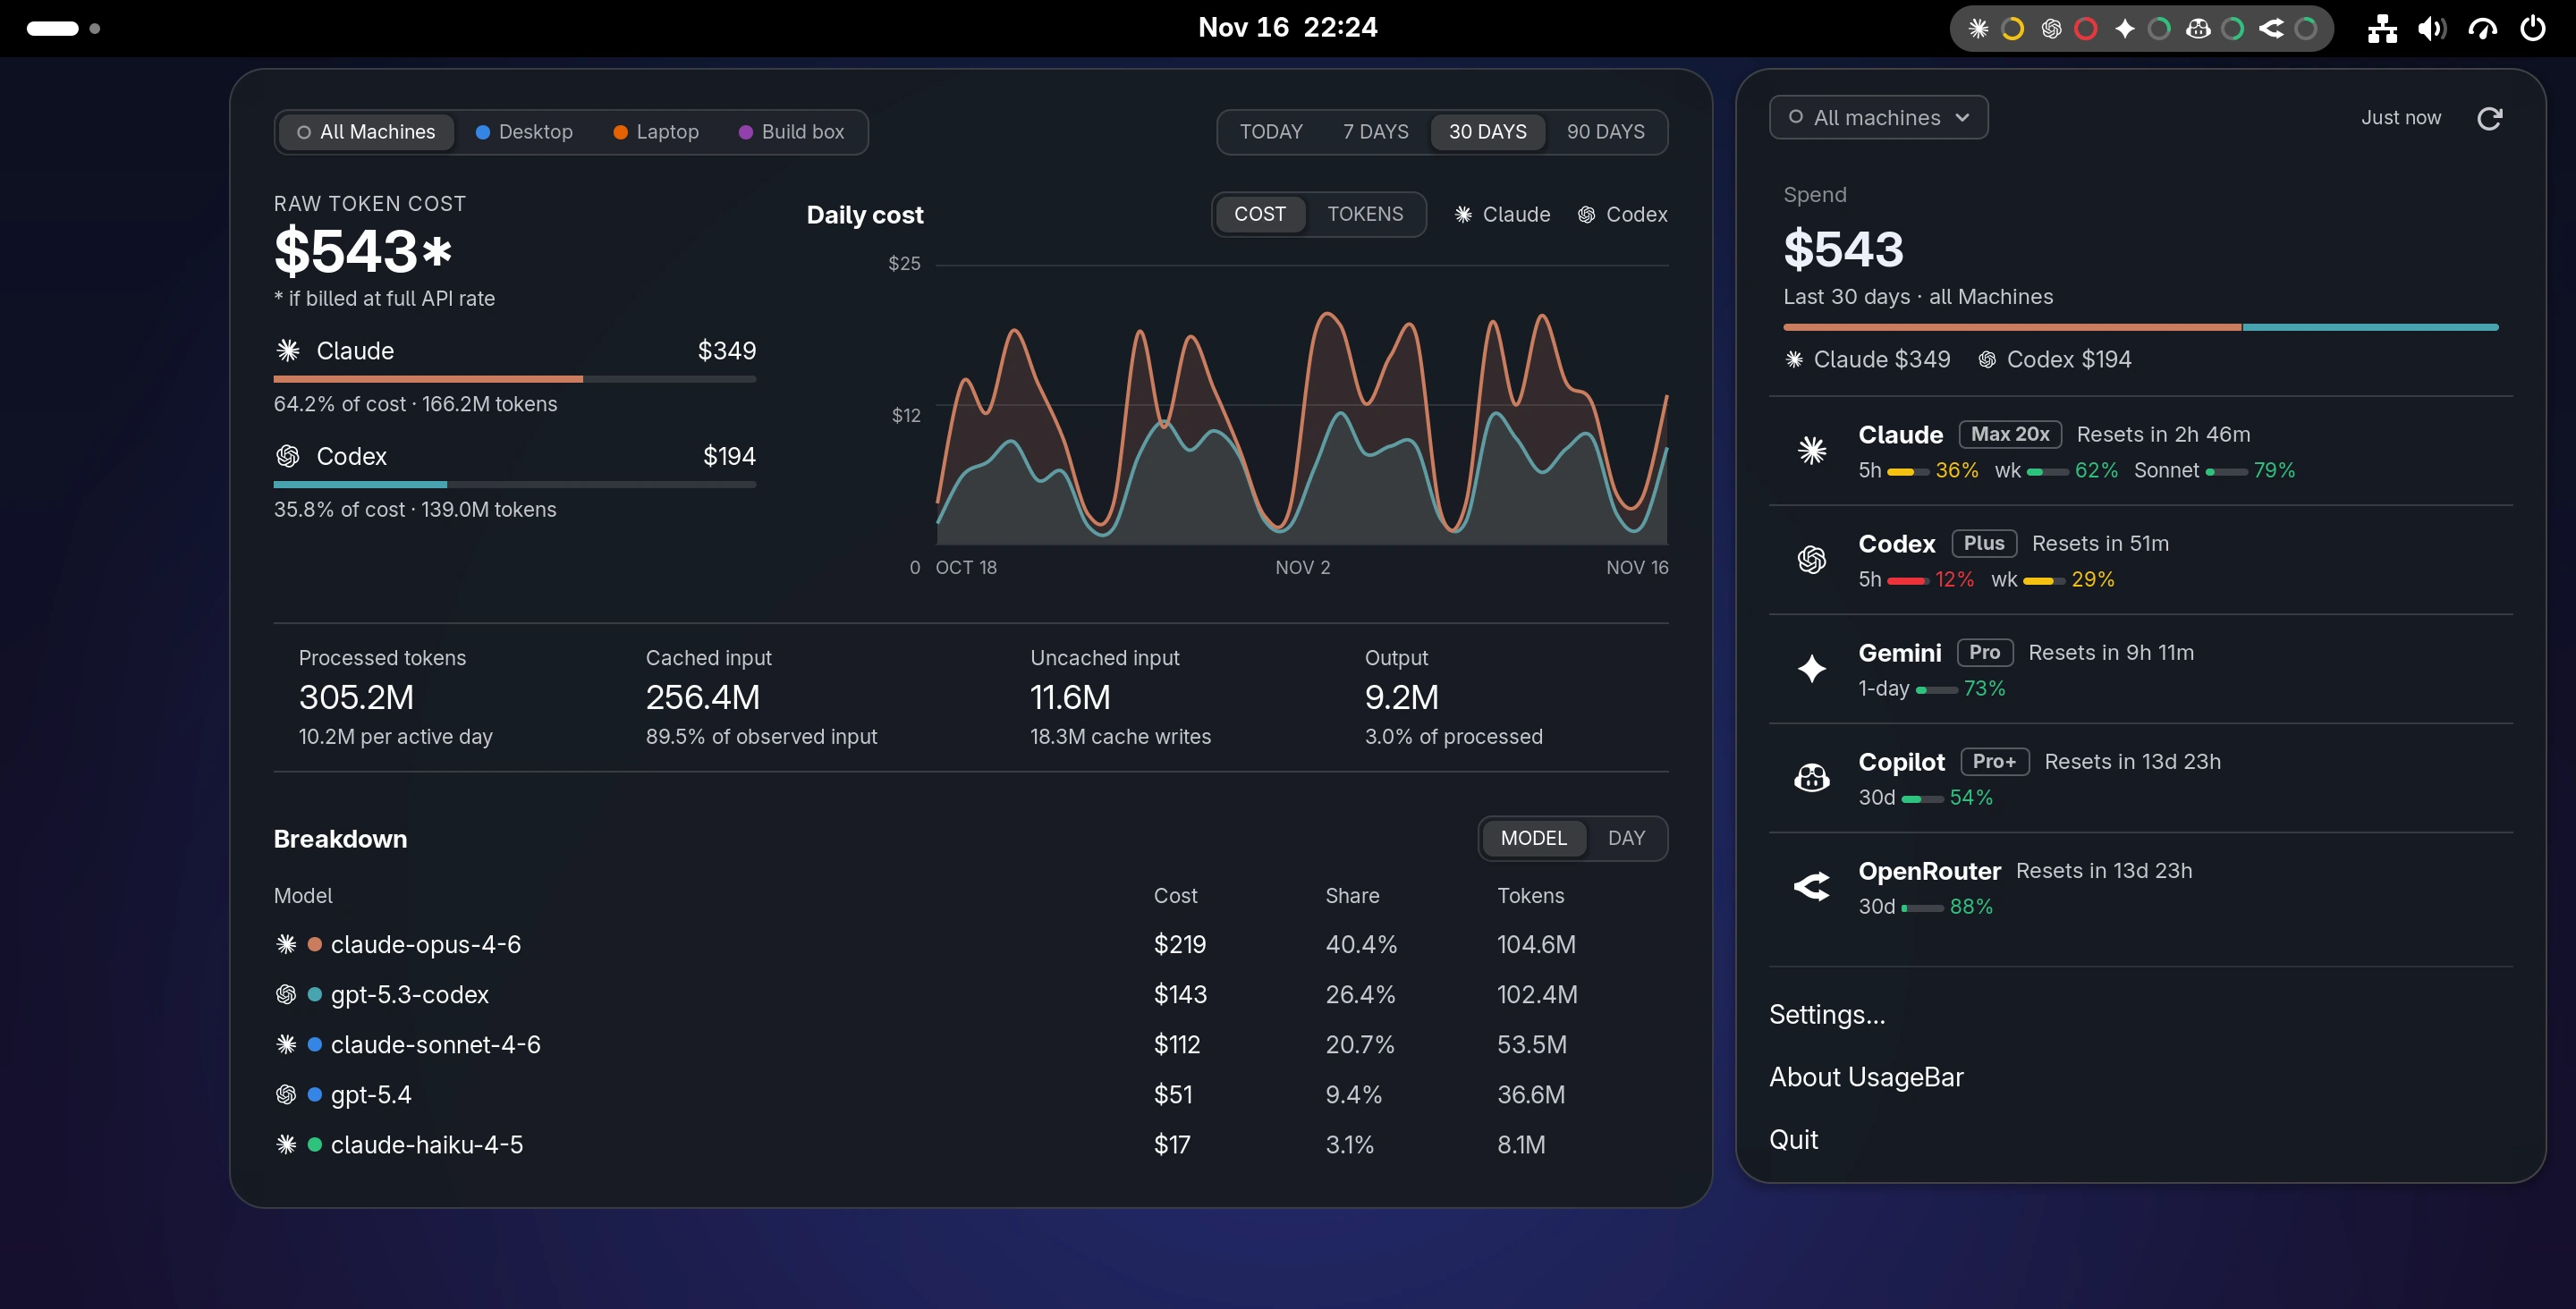 Nov 16 22:24
All Machines Desktop Laptop Build box
TODAY 7 DAYS 30 DAYS 90 DAYS
RAW TOKEN COST
$543*
* if billed at full API rate
Claude $349
64.2% of cost · 166.2M tokens
Codex $194
35.8% of cost · 139.0M tokens
Daily cost
COST TOKENS Claude Codex
$25
$12
0 OCT 18 NOV 2 NOV 16
Processed tokens
305.2M
10.2M per active day
Cached input
256.4M
89.5% of observed input
Uncached input
11.6M
18.3M cache writes
Output
9.2M
3.0% of processed
Breakdown
MODEL DAY
Model Cost Share Tokens
claude-opus-4-6 $219 40.4% 104.6M
gpt-5.3-codex $143 26.4% 102.4M
claude-sonnet-4-6 $112 20.7% 53.5M
gpt-5.4 $51 9.4% 36.6M
claude-haiku-4-5 $17 3.1% 8.1M
All machines Just now
Spend
$543
Last 30 days · all Machines
Claude $349 Codex $194
Claude Max 20x Resets in 2h 46m
5h 36% wk 62% Sonnet 79%
Codex Plus Resets in 51m
5h 12% wk 29%
Gemini Pro Resets in 9h 11m
1-day 73%
Copilot Pro+ Resets in 13d 23h
30d 54%
OpenRouter Resets in 13d 23h
30d 88%
Settings...
About UsageBar
Quit